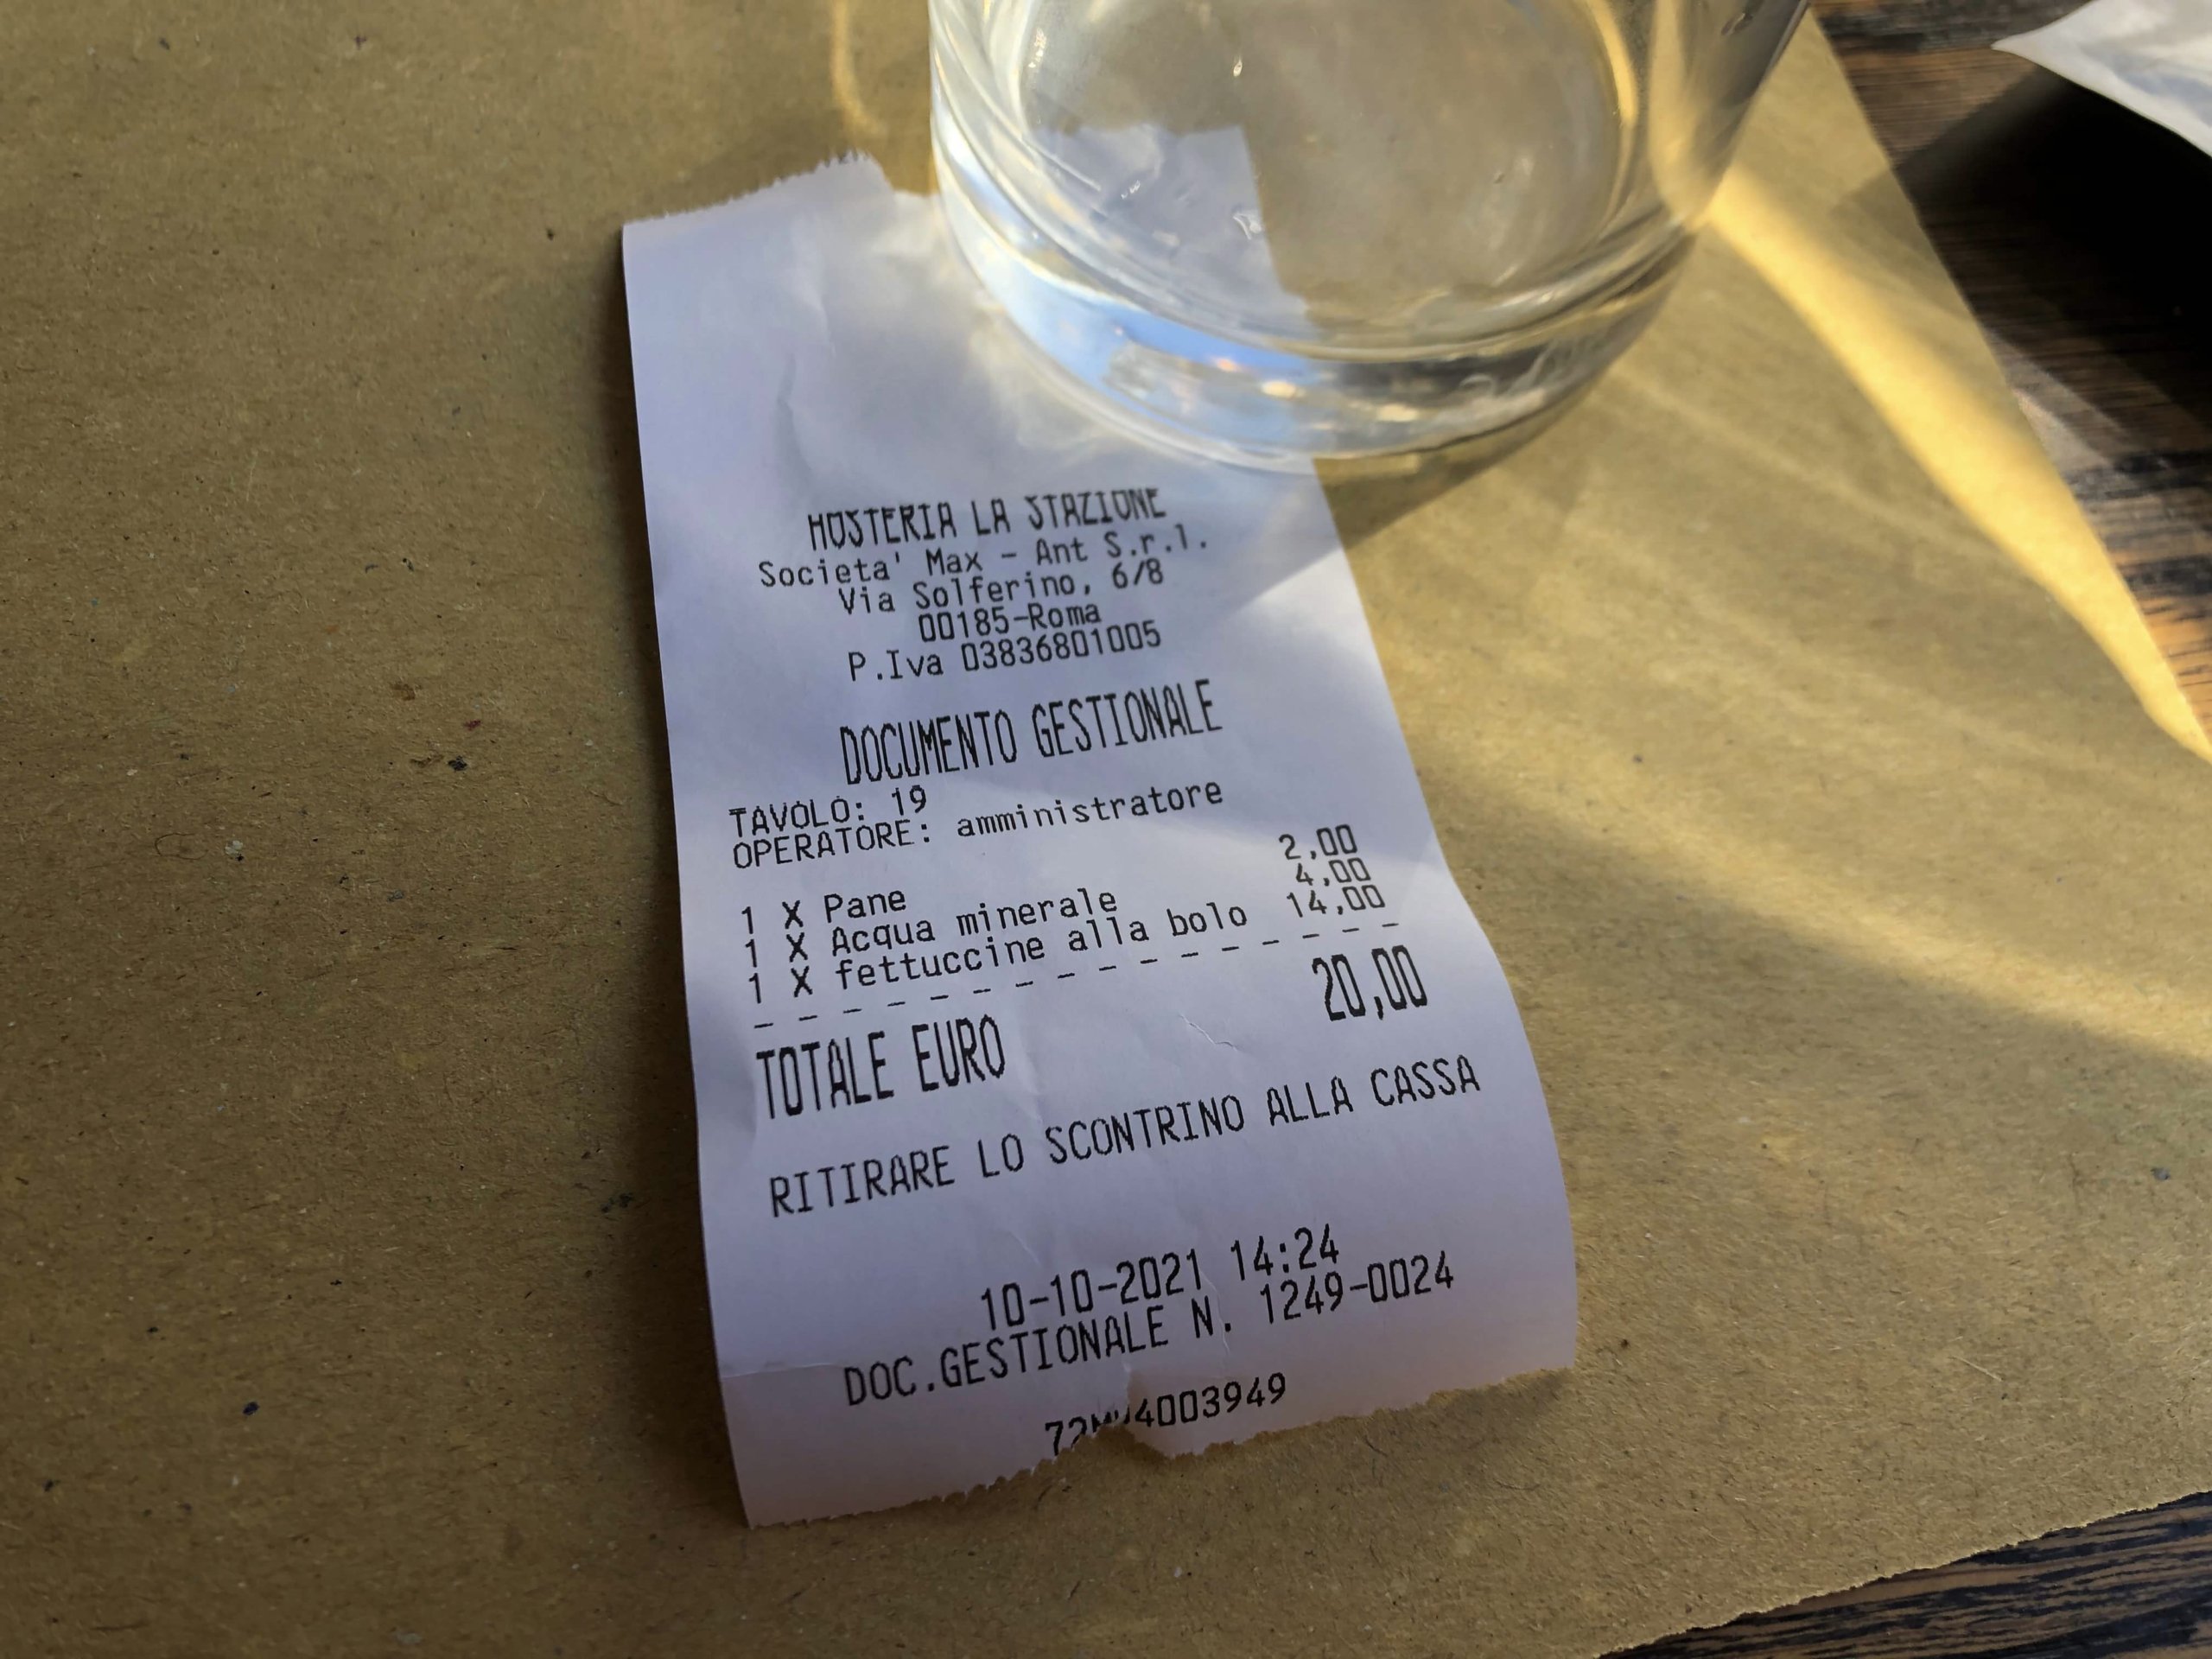 HOSTERIA LA STAZIONE
Societa' Max - Ant S.r.l.
Via Solferino, 6/8
00185-Roma
P.Iva 03836801005
DOCUMENTO GESTIONALE
TAVOLO: 19
OPERATORE: amministratore
1 X Pane 2,00
1 X Acqua minerale 4,00
1 X fettuccine alla bolo 14,00
TOTALE EURO 20,00
RITIRARE LO SCONTRINO ALLA CASSA
10-10-2021 14:24
DOC.GESTIONALE N. 1249-0024